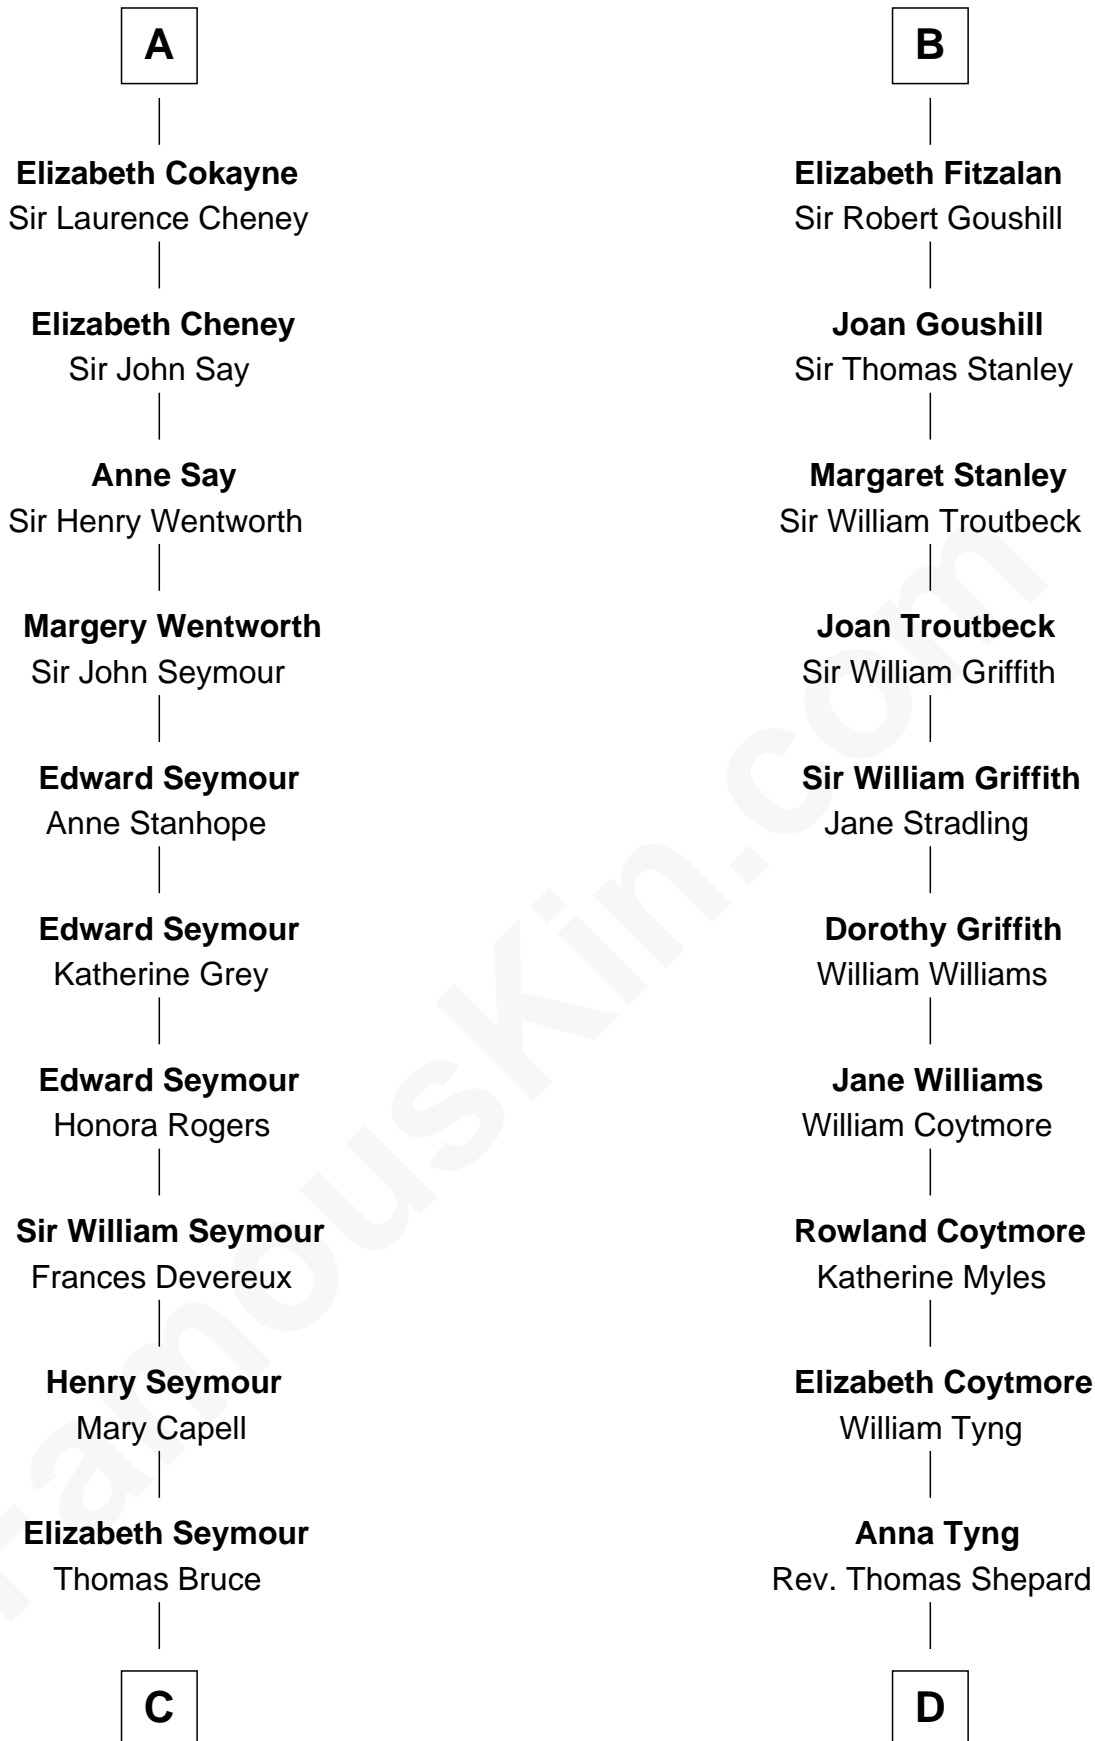 A
Elizabeth Cokayne
Sir Laurence Cheney
Elizabeth Cheney
Sir John Say
Anne Say
Sir Henry Wentworth
Margery Wentworth
Sir John Seymour
Edward Seymour
Anne Stanhope
Edward Seymour
Katherine Grey
Edward Seymour
Honora Rogers
Sir William Seymour
Frances Devereux
Henry Seymour
Mary Capell
Elizabeth Seymour
Thomas Bruce
C
B
Elizabeth Fitzalan
Sir Robert Goushill
Joan Goushill
Sir Thomas Stanley
Margaret Stanley
Sir William Troutbeck
Joan Troutbeck
Sir William Griffith
Sir William Griffith
Jane Stradling
Dorothy Griffith
William Williams
Jane Williams
William Coytmore
Rowland Coytmore
Katherine Myles
Elizabeth Coytmore
William Tyng
Anna Tyng
Rev. Thomas Shepard
D
FamousKin.com